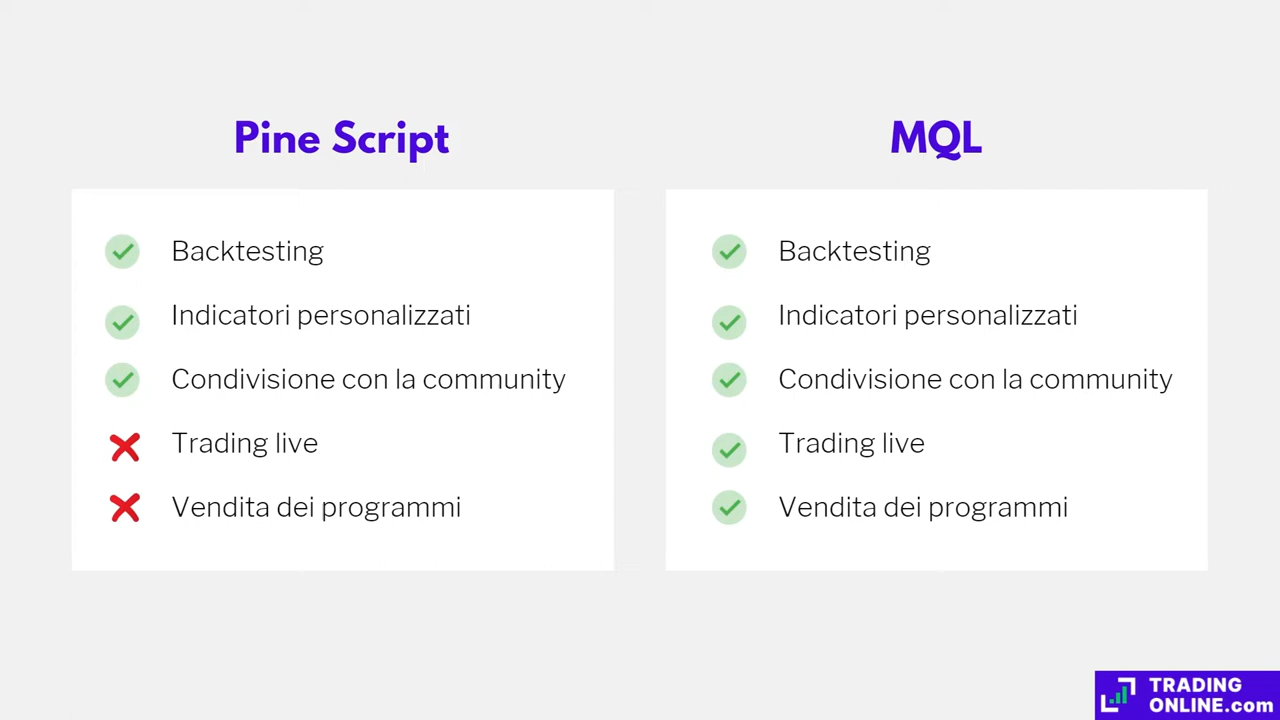 Pine Script
Backtesting
Indicatori personalizzati
Condivisione con la community
Trading live
Vendita dei programmi
MQL
Backtesting
Indicatori personalizzati
Condivisione con la community
Trading live
Vendita dei programmi
TRADING
ONLINE.com